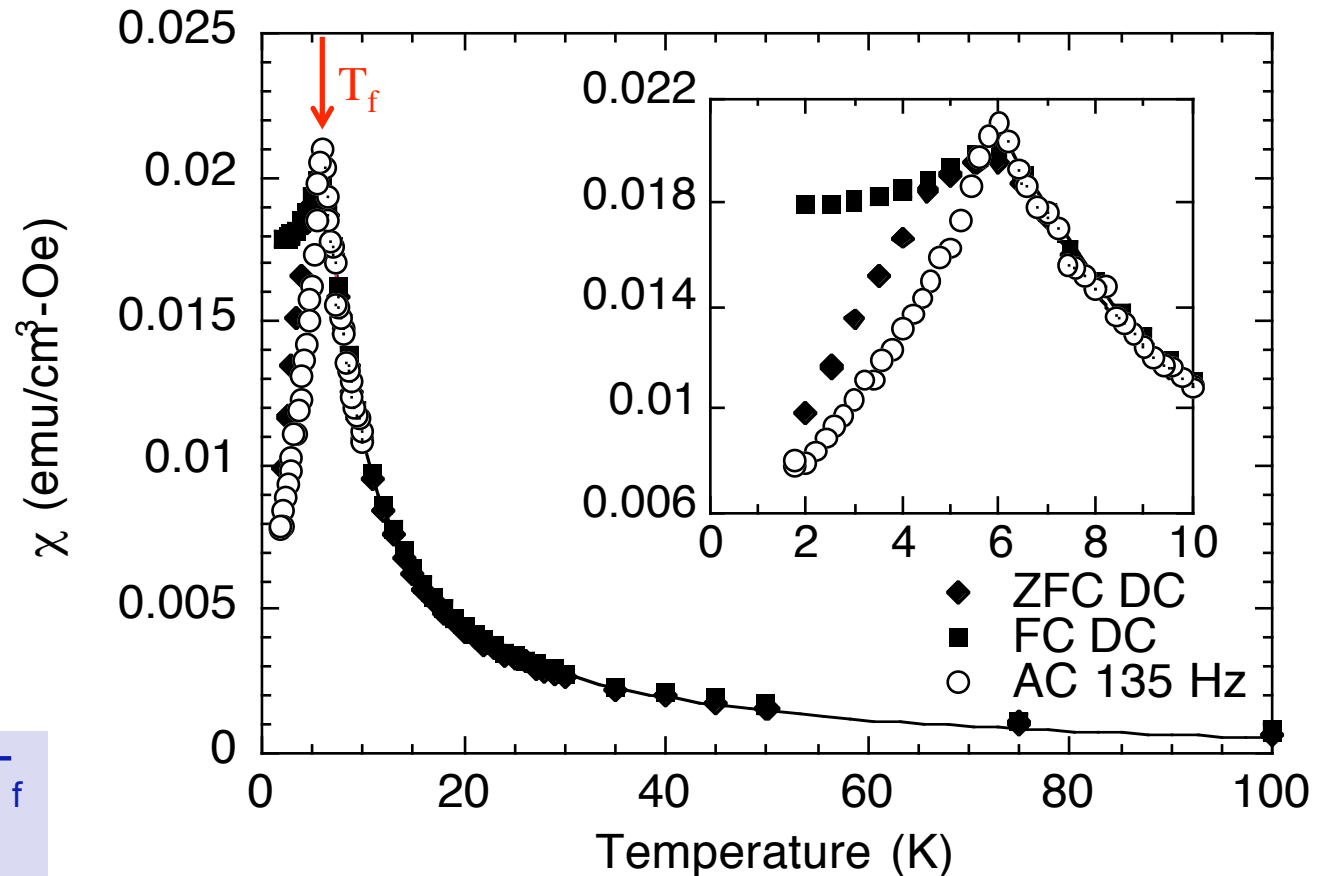 0.025
0.02
0.015
0.01
0.005
0
0 20 40 60 80 100
χ (emu/cm³-Oe)
Temperature (K)
T_f
0.022
0.018
0.014
0.01
0.006
0 2 4 6 8 10
ZFC DC
FC DC
AC 135 Hz
f